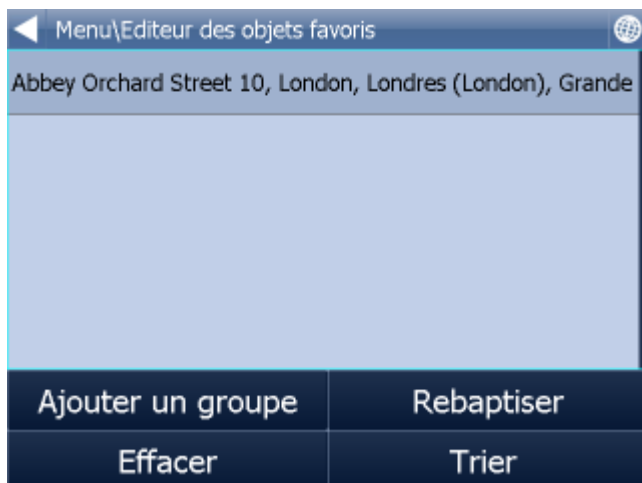 Menu\Editeur des objets favoris
Abbey Orchard Street 10, London, Londres (London), Grande
Ajouter un groupe
Rebaptiser
Effacer
Trier